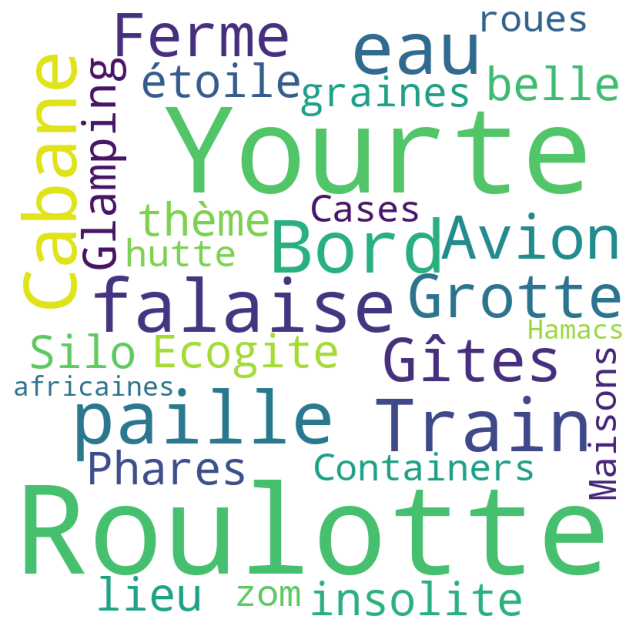 Ferme
eau
roues
étoile
graines
belle
Cabane
Glamping
Yourte
thème
Cases
hutte
Bord
Avion
falaise
Grotte
Hamacs
Silo
Ecogite
Gîtes
africaines
paille
Train
Maisons
Phares
Containers
Roulotte
lieu
zom
insolite